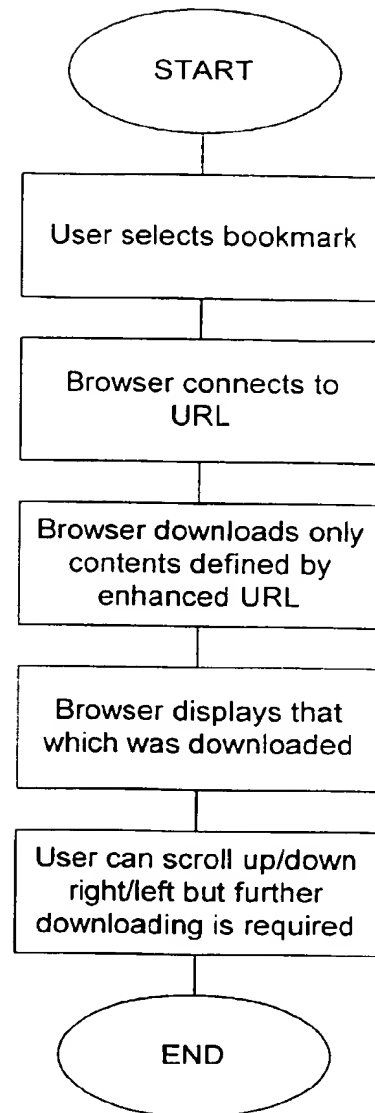 START
User selects bookmark
Browser connects to
URL
Browser downloads only
contents defined by
enhanced URL
Browser displays that
which was downloaded
User can scroll up/down
right/left but further
downloading is required
END